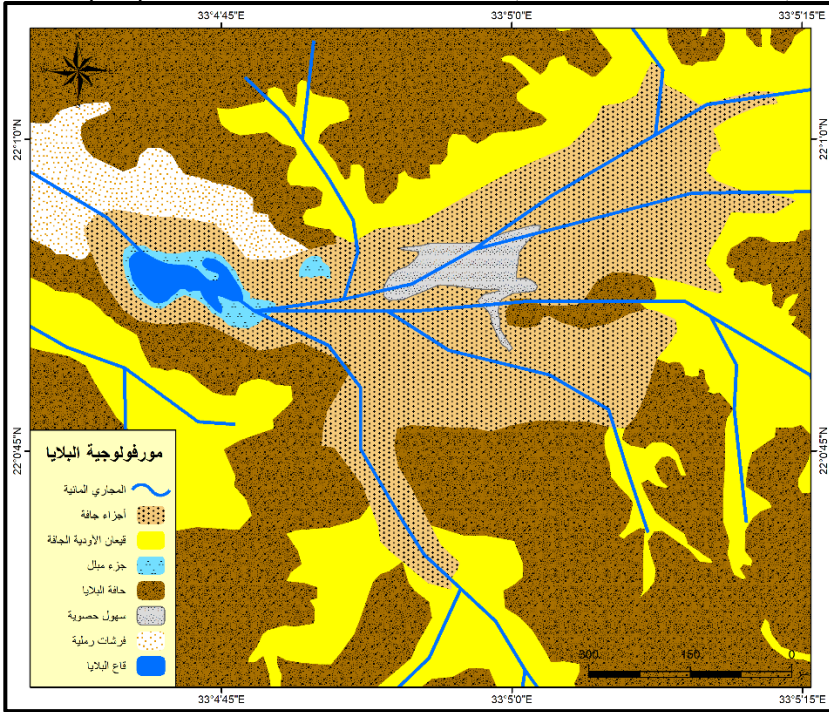 33°4'45"E 33°5'0"E 33°5'15"E
22°1'0"N 22°1'0"N
22°0'45"N 22°0'45"N
مورفولوجية البلايا
المجاري المائية
أجزاء جافة
قيعان الأودية الجافة
جزء مبلل
حافة البلايا
سهول حصوية
فرشات رملية
قاع البلايا
300 150 0
33°4'45"E 33°5'0"E 33°5'15"E